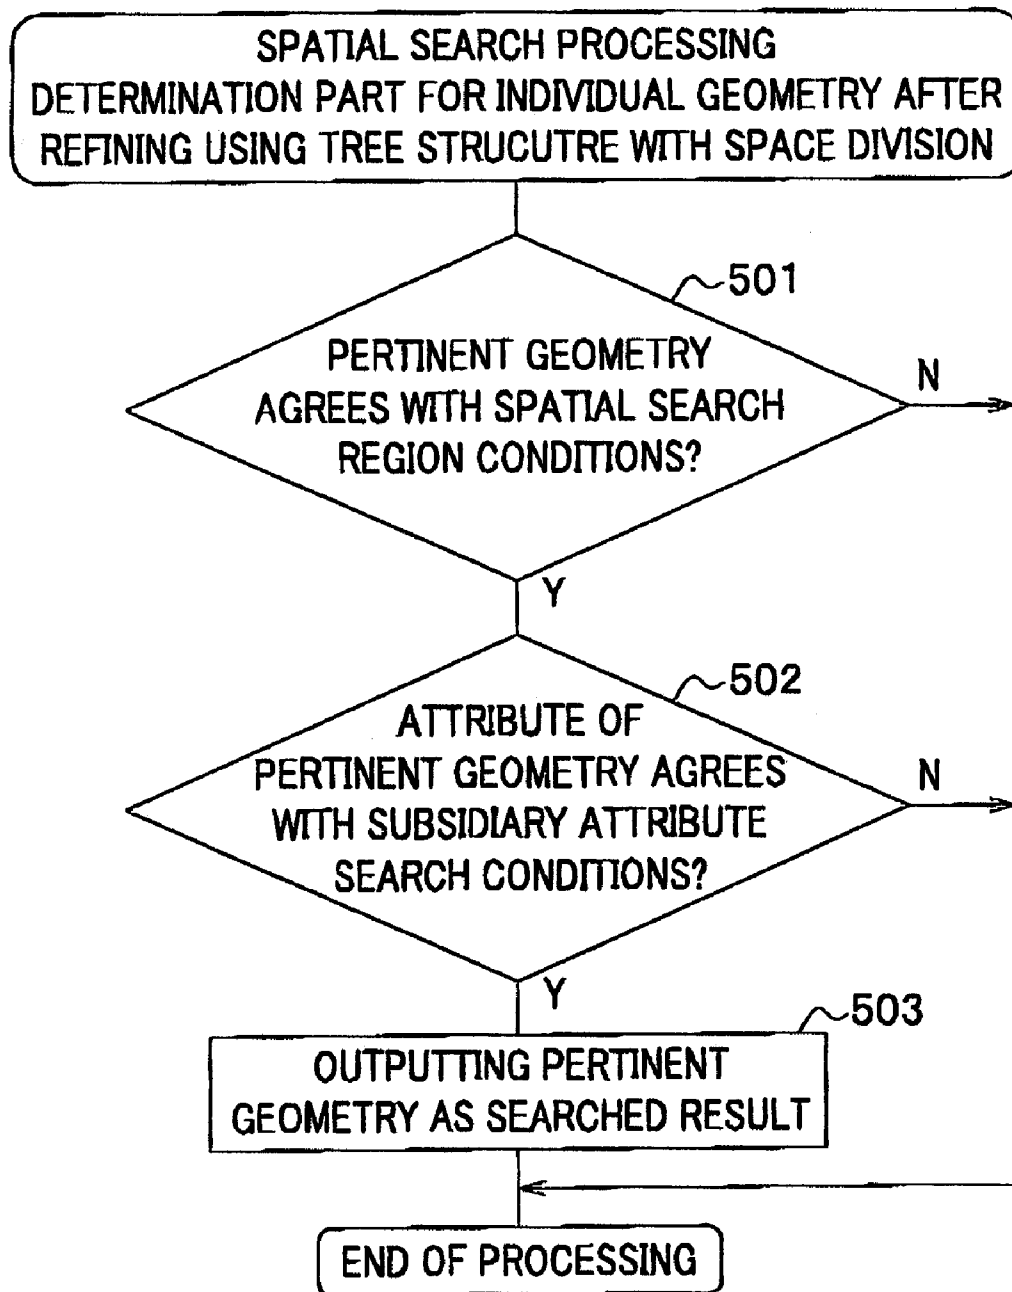 SPATIAL SEARCH PROCESSING
DETERMINATION PART FOR INDIVIDUAL GEOMETRY AFTER
REFINING USING TREE STRUCUTRE WITH SPACE DIVISION
501
PERTINENT GEOMETRY
AGREES WITH SPATIAL SEARCH
REGION CONDITIONS?
N
Y
502
ATTRIBUTE OF
PERTINENT GEOMETRY AGREES
WITH SUBSIDIARY ATTRIBUTE
SEARCH CONDITIONS?
N
Y
503
OUTPUTTING PERTINENT
GEOMETRY AS SEARCHED RESULT
END OF PROCESSING